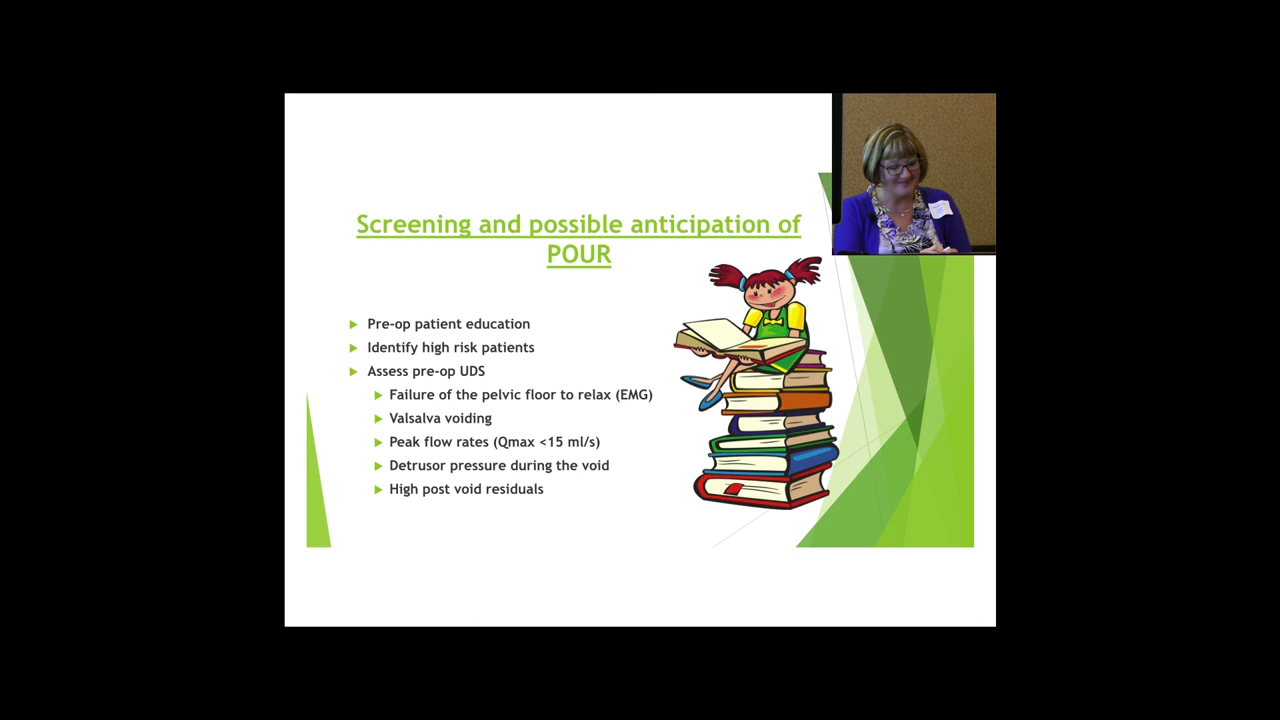 Screening and possible anticipation of
POUR
Pre-op patient education
Identify high risk patients
Assess pre-op UDS
Failure of the pelvic floor to relax (EMG)
Valsalva voiding
Peak flow rates (Qmax <15 ml/s)
Detrusor pressure during the void
High post void residuals